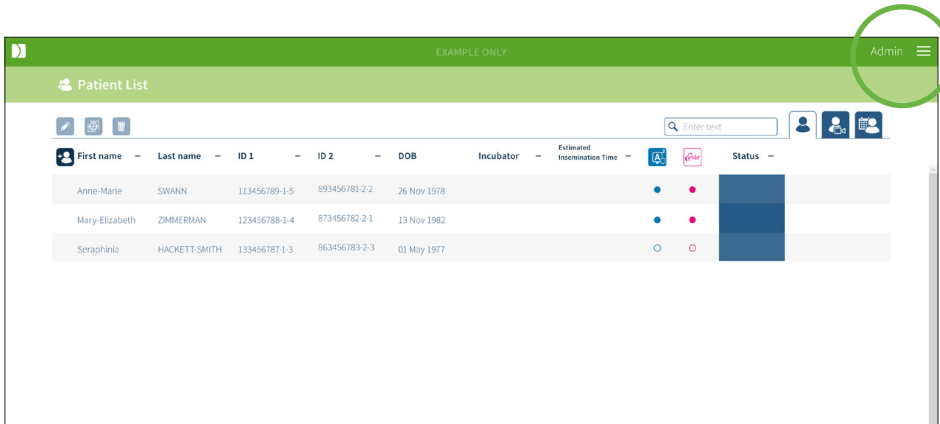 EXAMPLE ONLY
Admin
Patient List
Enter text
First name – Last name – ID 1 – ID 2 – DOB Incubator – Estimated Insemination Time – A eeva Status –
Anne-Marie SWANN 113456789-1-5 893456781-2-2 26 Nov 1978
Mary-Elizabeth ZIMMERMAN 123456788-1-4 873456782-2-1 13 Nov 1982
Seraphinia HACKETT-SMITH 133456787-1-3 863456783-2-3 01 May 1977